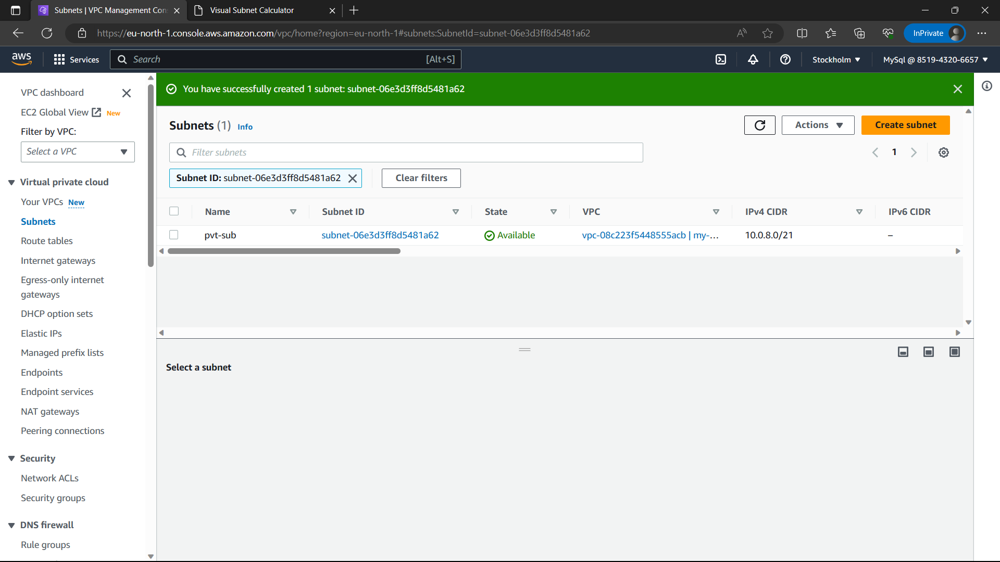 Subnets | VPC Management Con
Visual Subnet Calculator
https://eu-north-1.console.aws.amazon.com/vpc/home?region=eu-north-1#subnets:SubnetId=subnet-06e3d3ff8d5481a62
InPrivate
aws
Services
Search
[Alt+S]
Stockholm
MySql @ 8519-4320-6657
VPC dashboard
EC2 Global View New
Filter by VPC:
Select a VPC
Virtual private cloud
Your VPCs New
Subnets
Route tables
Internet gateways
Egress-only internet
gateways
DHCP option sets
Elastic IPs
Managed prefix lists
Endpoints
Endpoint services
NAT gateways
Peering connections
Security
Network ACLs
Security groups
DNS firewall
Rule groups
You have successfully created 1 subnet: subnet-06e3d3ff8d5481a62
Subnets (1) Info
Actions
Create subnet
Filter subnets
1
Subnet ID: subnet-06e3d3ff8d5481a62
Clear filters
Name Subnet ID State VPC IPv4 CIDR IPv6 CIDR
pvt-sub subnet-06e3d3ff8d5481a62 Available vpc-08c223f5448555acb | my-... 10.0.8.0/21 –
Select a subnet